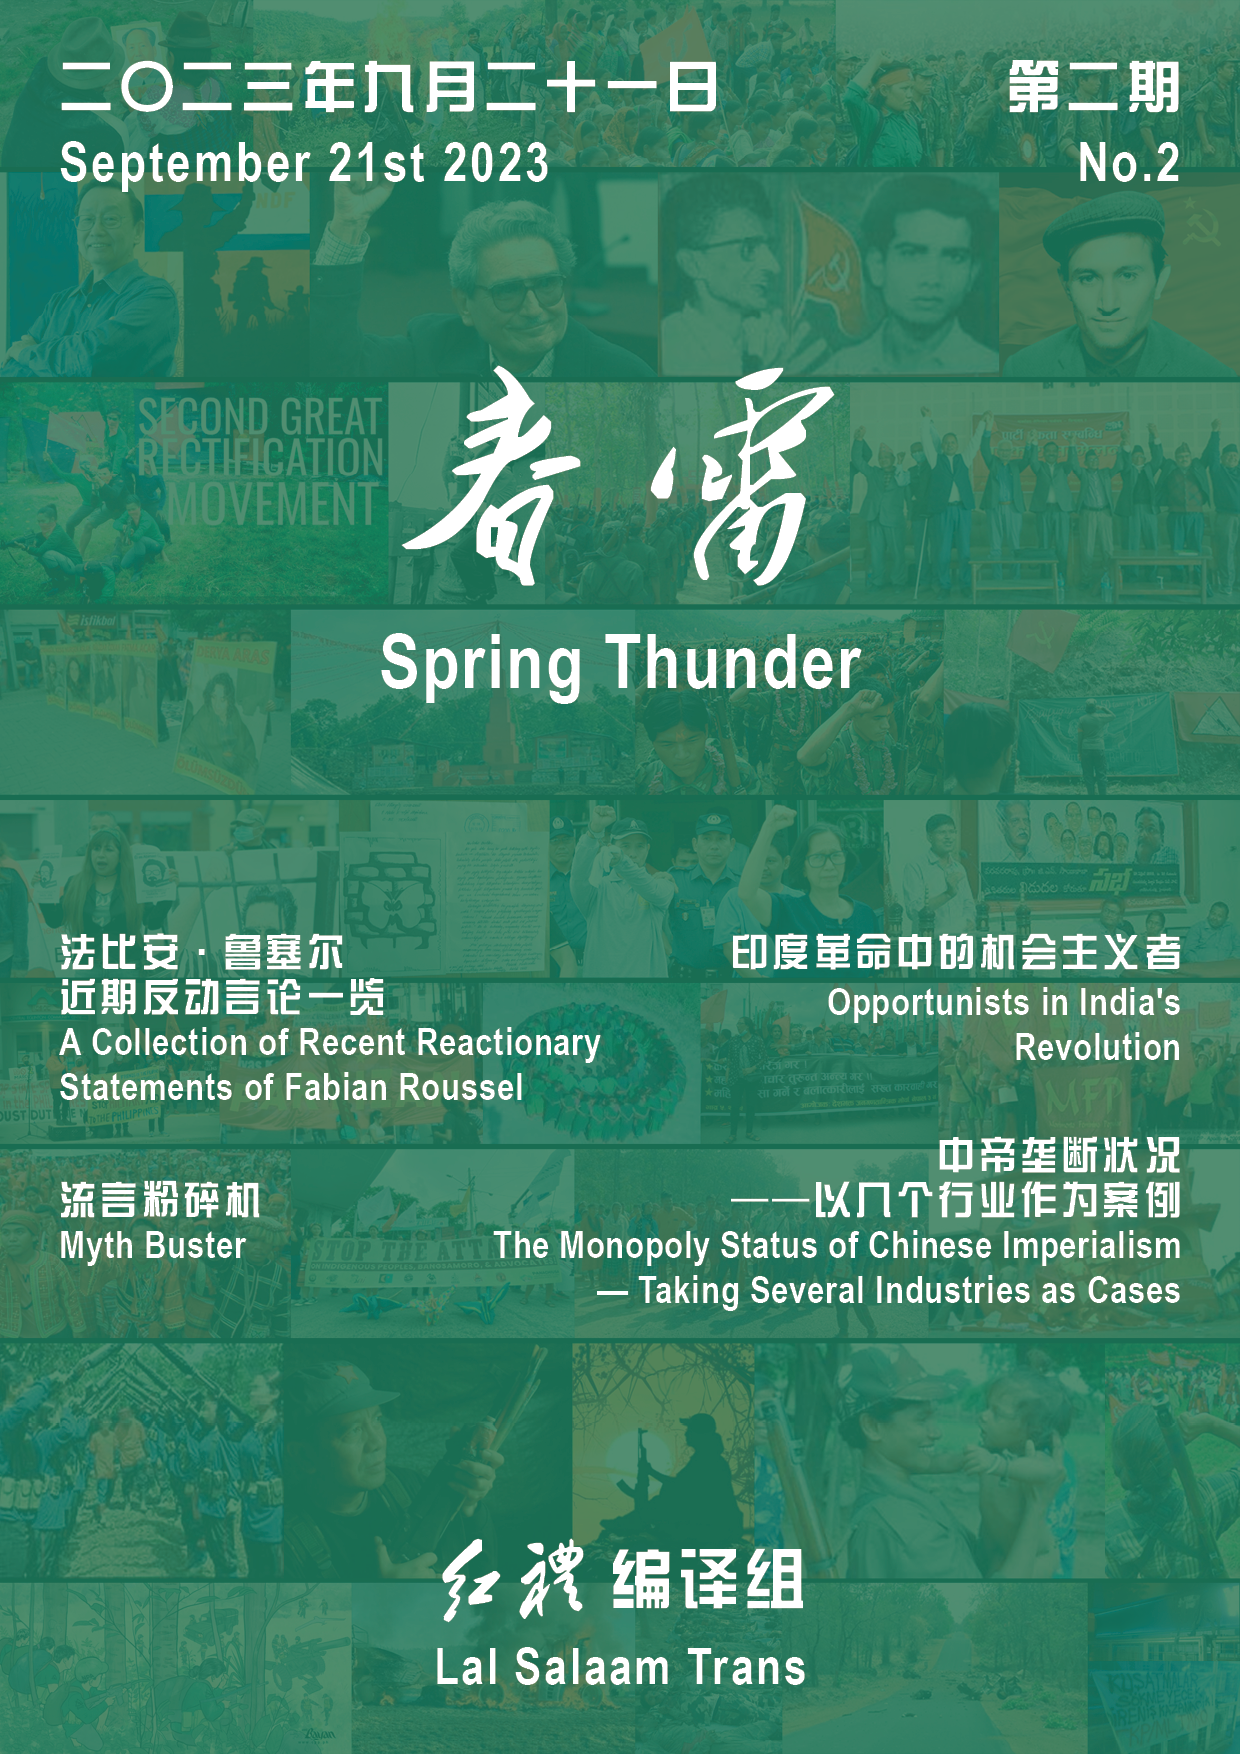 二〇二三年九月二十一日
第二期
September 21st 2023
No.2
SECOND GREAT
RECTIFICATION
MOVEMENT
春雷
Spring Thunder
法比安·鲁塞尔
近期反动言论一览
A Collection of Recent Reactionary
Statements of Fabian Roussel
印度革命中的机会主义者
Opportunists in India's
Revolution
流言粉碎机
Myth Buster
中帝垄断状况
——以几个行业作为案例
The Monopoly Status of Chinese Imperialism
— Taking Several Industries as Cases
STOP THE
红礼编译组
Lal Salaam Trans